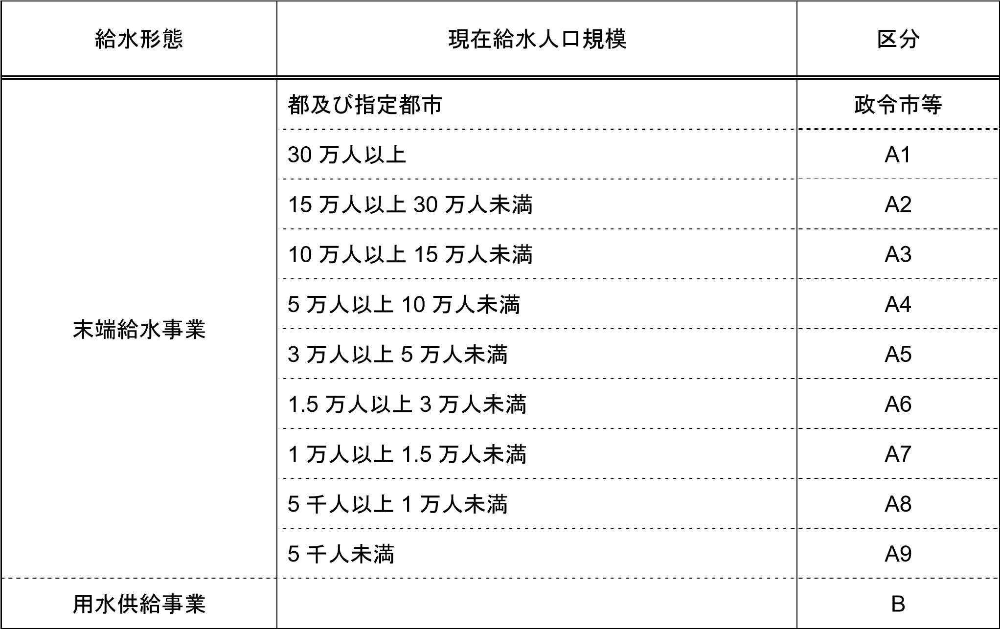 給水形態 現在給水人口規模 区分
末端給水事業
都及び指定都市 政令市等
30 万人以上 A1
15 万人以上 30 万人未満 A2
10 万人以上 15 万人未満 A3
5 万人以上 10 万人未満 A4
3 万人以上 5 万人未満 A5
1.5 万人以上 3 万人未満 A6
1 万人以上 1.5 万人未満 A7
5 千人以上 1 万人未満 A8
5 千人未満 A9
用水供給事業 B